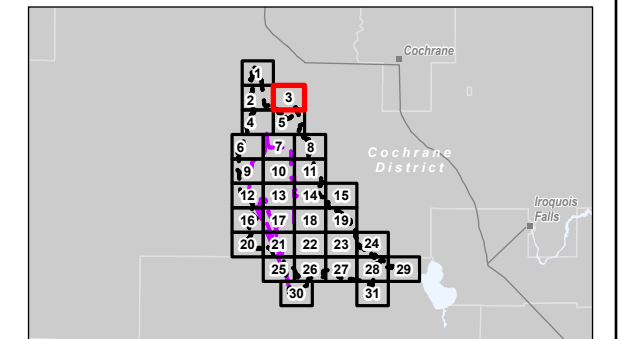 Cochrane
1
2 3
4 5
6 7 8
Cochrane
District
9 10 11
12 13 14 15
Iroquois
Falls
16 17 18 19
20 21 22 23 24
25 26 27 28 29
30 31